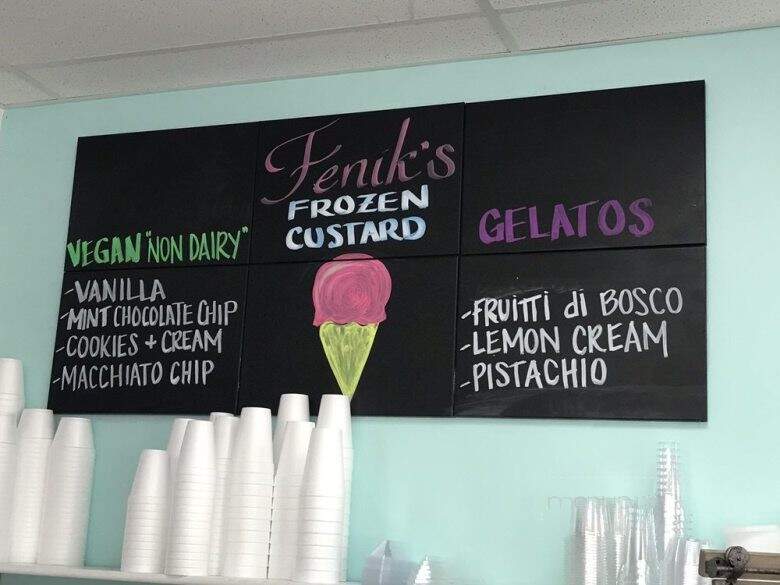 Fenik's
FROZEN
CUSTARD
VEGAN "NON DAIRY"
-VANILLA
-MINT CHOCOLATE CHIP
-COOKIES + CREAM
-MACCHIATO CHIP
GELATOS
-FRUITTI di BOSCO
-LEMON CREAM
-PISTACHIO